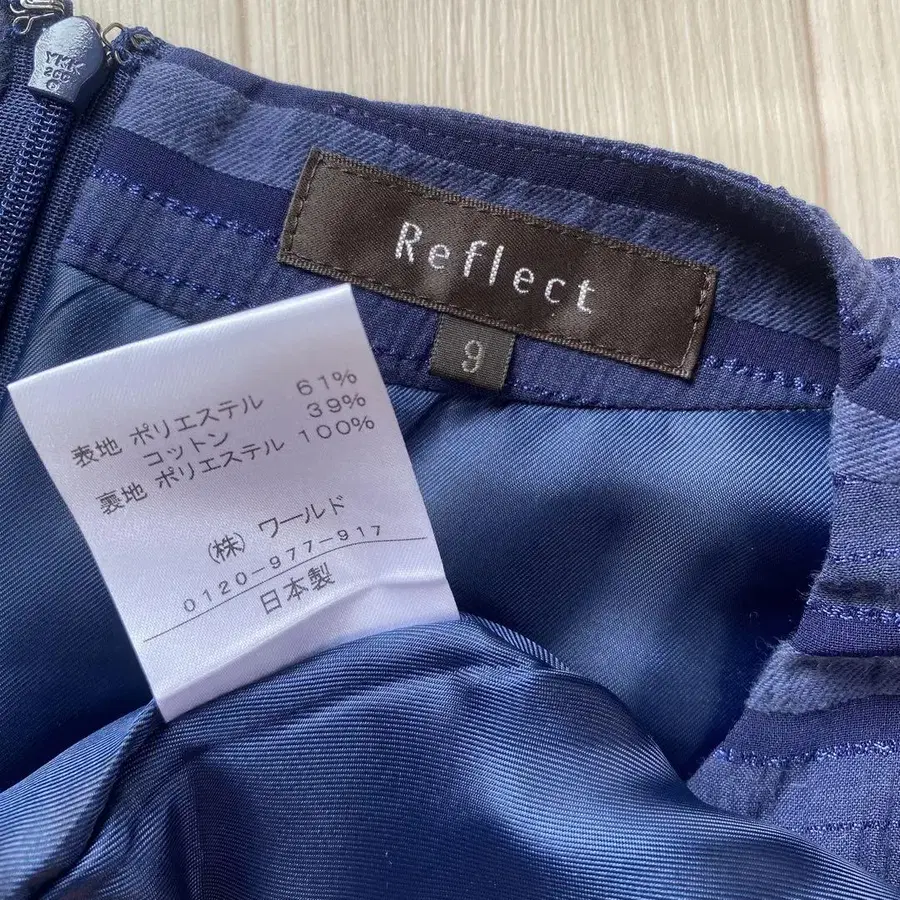 Reflect
9
表地 ポリエステル 61%
コットン 39%
裏地 ポリエステル 100%
(株) ワールド
0120-977-917
日本製